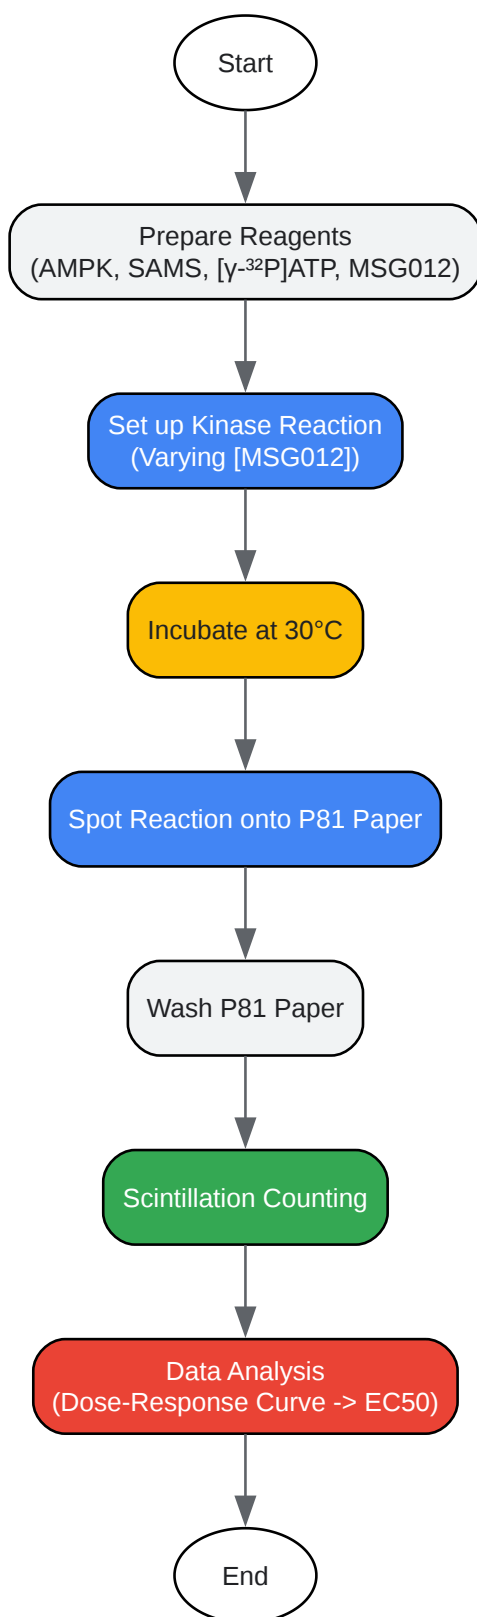 Start
Prepare Reagents
(AMPK, SAMS, [γ-³²P]ATP, MSG012)
Set up Kinase Reaction
(Varying [MSG012])
Incubate at 30°C
Spot Reaction onto P81 Paper
Wash P81 Paper
Scintillation Counting
Data Analysis
(Dose-Response Curve -> EC50)
End